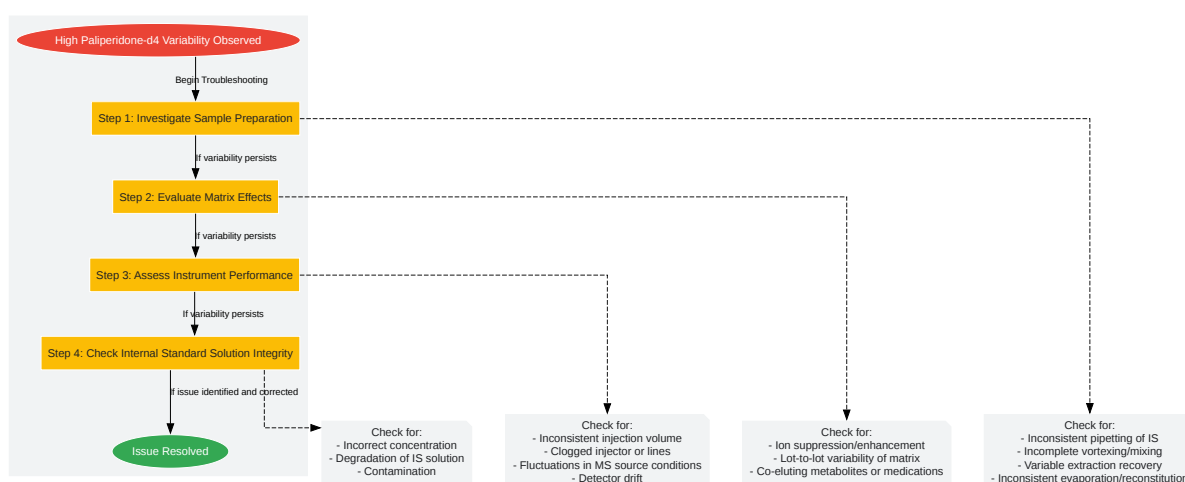 High Paliperidone-d4 Variability Observed
Begin Troubleshooting
Step 1: Investigate Sample Preparation
If variability persists
Step 2: Evaluate Matrix Effects
If variability persists
Step 3: Assess Instrument Performance
If variability persists
Step 4: Check Internal Standard Solution Integrity
If issue identified and corrected
Issue Resolved
Check for:
- Incorrect concentration
- Degradation of IS solution
- Contamination
Check for:
- Inconsistent injection volume
- Clogged injector or lines
- Fluctuations in MS source conditions
- Detector drift
Check for:
- Ion suppression/enhancement
- Lot-to-lot variability of matrix
- Co-eluting metabolites or medications
Check for:
- Inconsistent pipetting of IS
- Incomplete vortexing/mixing
- Variable extraction recovery
- Inconsistent evaporation/reconstitution